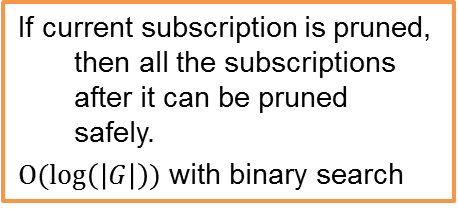 If current subscription is pruned,
then all the subscriptions
after it can be pruned
safely.
O(log(|G|)) with binary search